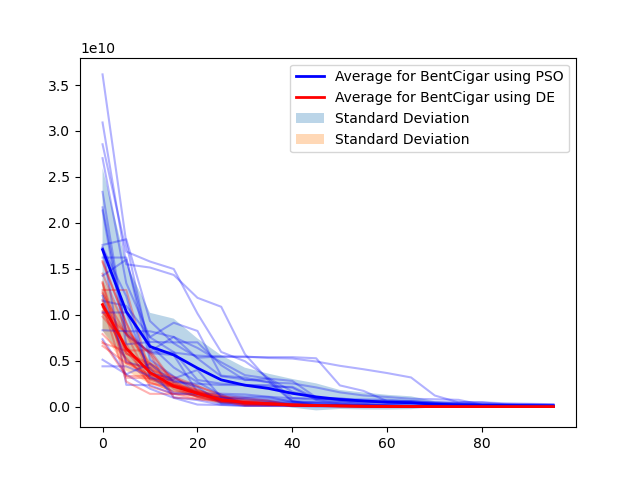 1e10
Average for BentCigar using PSO
Average for BentCigar using DE
Standard Deviation
Standard Deviation
3.5
3.0
2.5
2.0
1.5
1.0
0.5
0.0
0 20 40 60 80